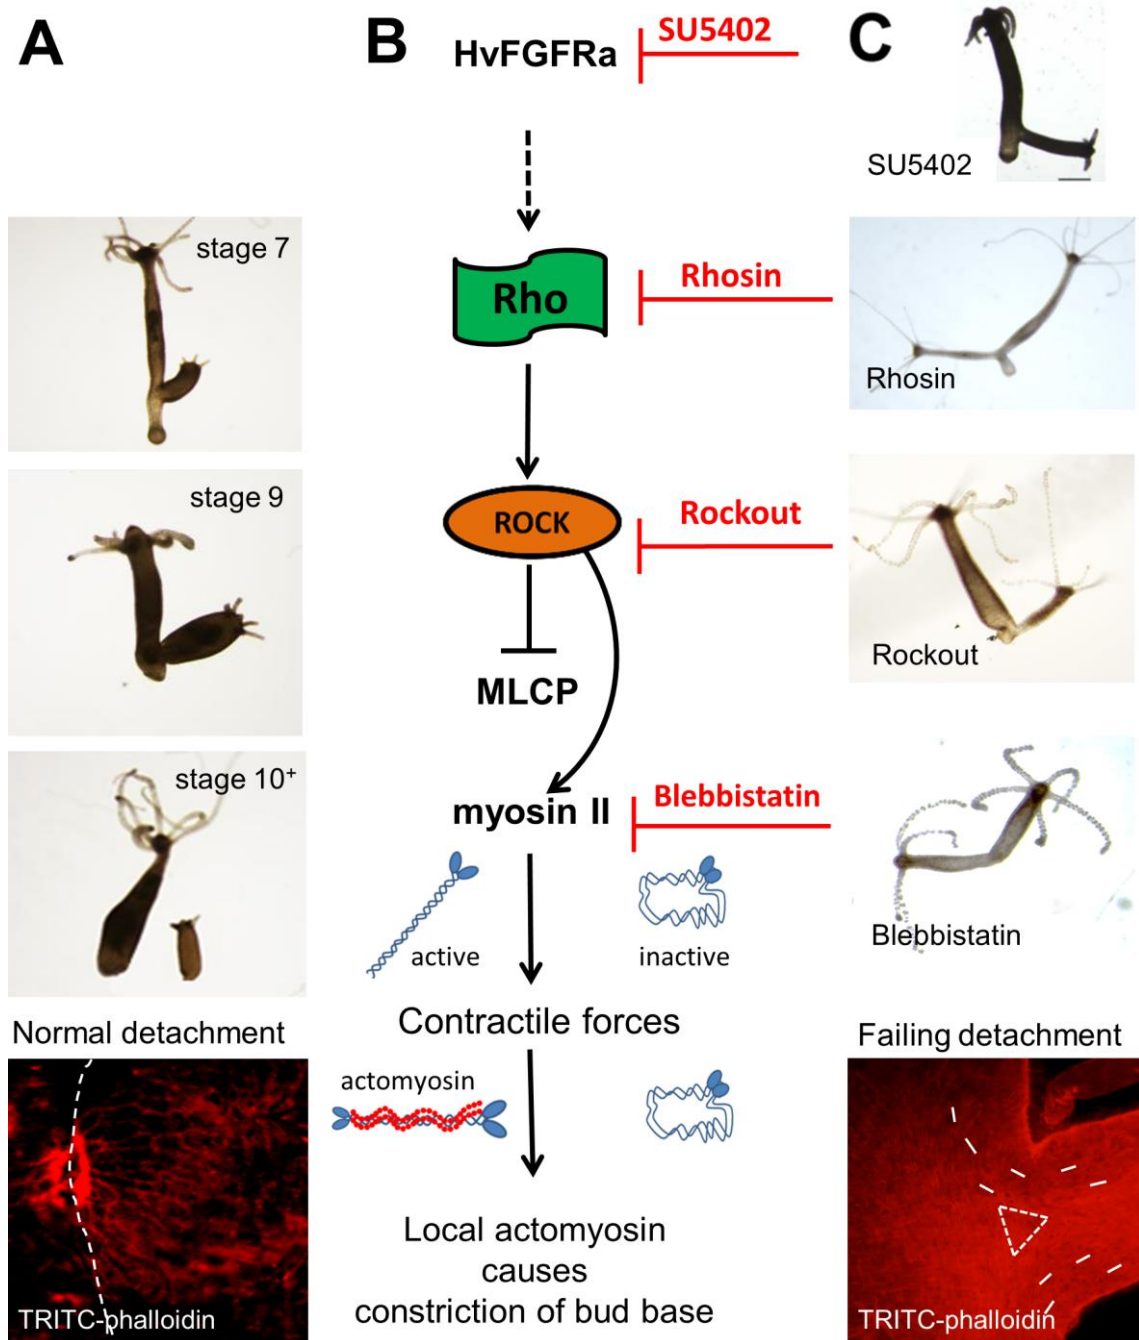 A
stage 7
stage 9
stage 10+
Normal detachment
TRITC-phalloidin
B
HvFGFRa
SU5402
Rho
Rhosin
ROCK
Rockout
MLCP
myosin II
Blebbistatin
active
inactive
Contractile forces
actomyosin
Local actomyosin
causes
constriction of bud base
C
SU5402
Rhosin
Rockout
Blebbistatin
Failing detachment
TRITC-phalloidin